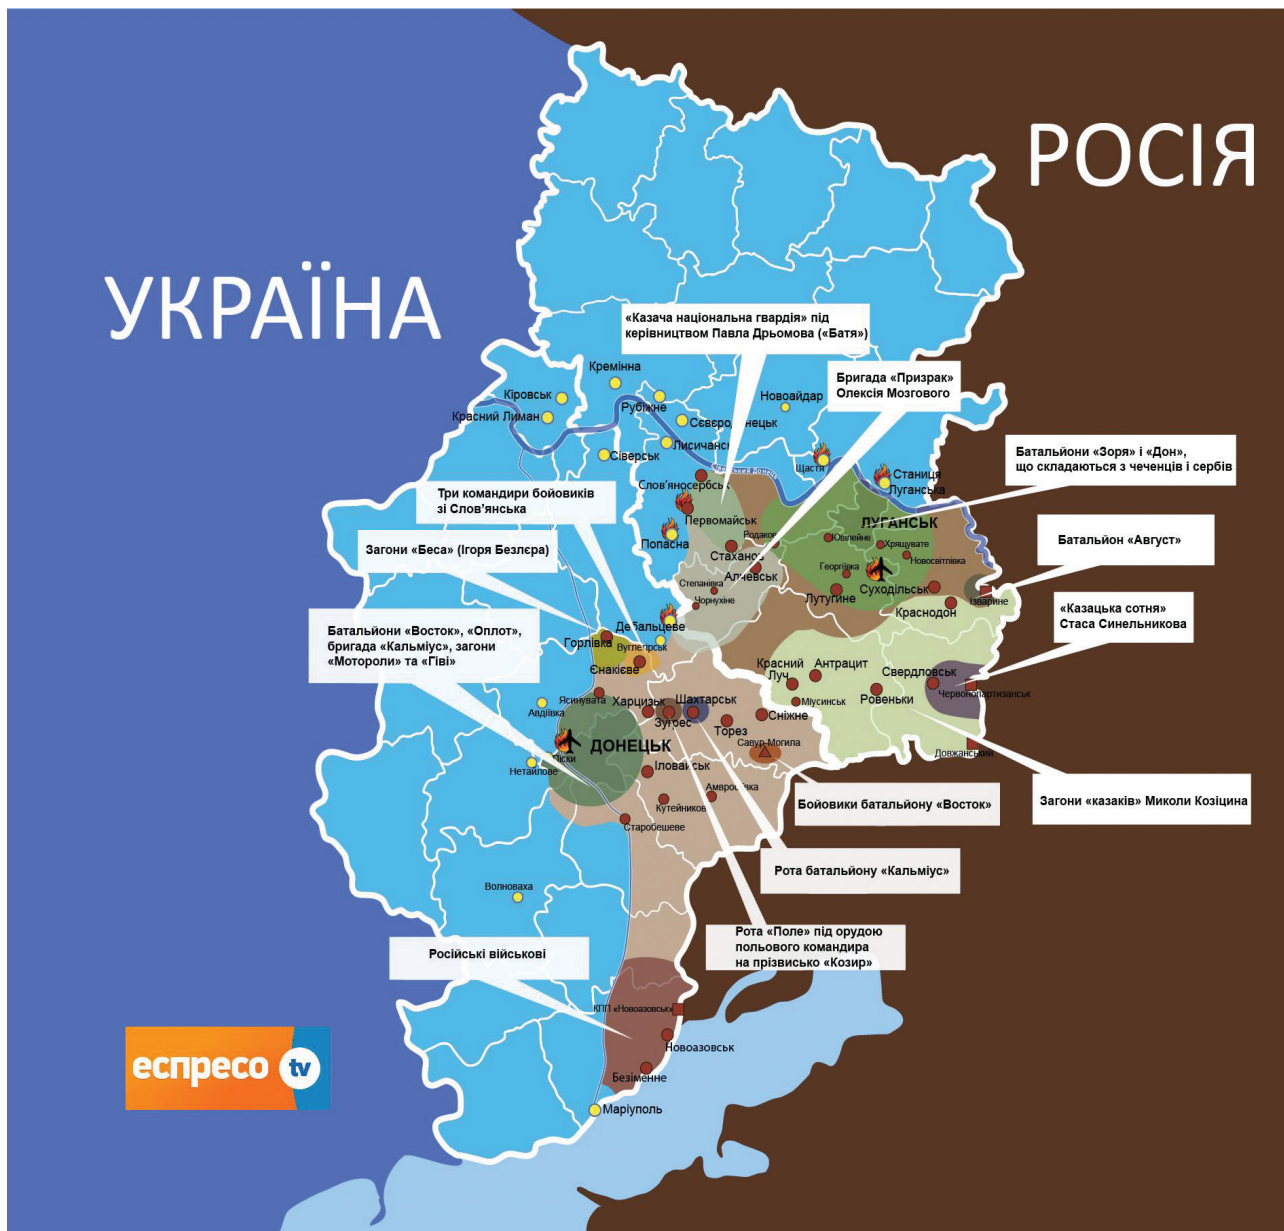 РОСІЯ
УКРАЇНА
«Казача національна гвардія» під
керівництвом Павла Дрьомова («Батя»)
Бригада «Призрак»
Олексія Мозгового
Кремінна
Кіровськ
Красний Лиман
Рубіжне
Новоайдар
Сєвєродонецьк
Лисичанськ
Сіверськ
Батальйони «Зоря» і «Дон»,
що складаються з чеченців і сербів
Щастя
Станиця
Луганська
Три командири бойовиків
зі Слов’янська
Слов’яносербськ
Первомайськ
ЛУГАНСЬК
Загони «Беса» (Ігоря Безлєра)
Попасна
Стаханов
Ювілейне
Хрящувате
Новосвітлівка
Батальйон «Август»
Алчевськ
Георгіївка
Степанівка
Чорнухіне
Лутугине
Суходільськ
Краснодон
Ізварине
«Казацька сотня»
Стаса Синельникова
Батальйони «Восток», «Оплот»,
бригада «Кальміус», загони
«Мотороли» та «Гіві»
Дебальцеве
Горлівка
Вуглегірськ
Єнакієве
Красний
Луч
Антрацит
Свердловськ
Ровеньки
Червонопартизанськ
Міусинськ
Ясинувата
Авдіївка
Харцизьк
Шахтарськ
Зугрес
Торез
Сніжне
Савур-Могила
Довжанський
ДОНЕЦЬК
Піски
Нетайлове
Іловайськ
Амвросіївка
Кутейников
Старобешеве
Бойовики батальйону «Восток»
Загони «казаків» Миколи Козіцина
Рота батальйону «Кальміус»
Волноваха
Рота «Поле» під орудою
польового командира
на прізвисько «Козир»
Російські військові
КПП «Новоазовськ»
Новоазовськ
Безіменне
Маріуполь
еспресо tv